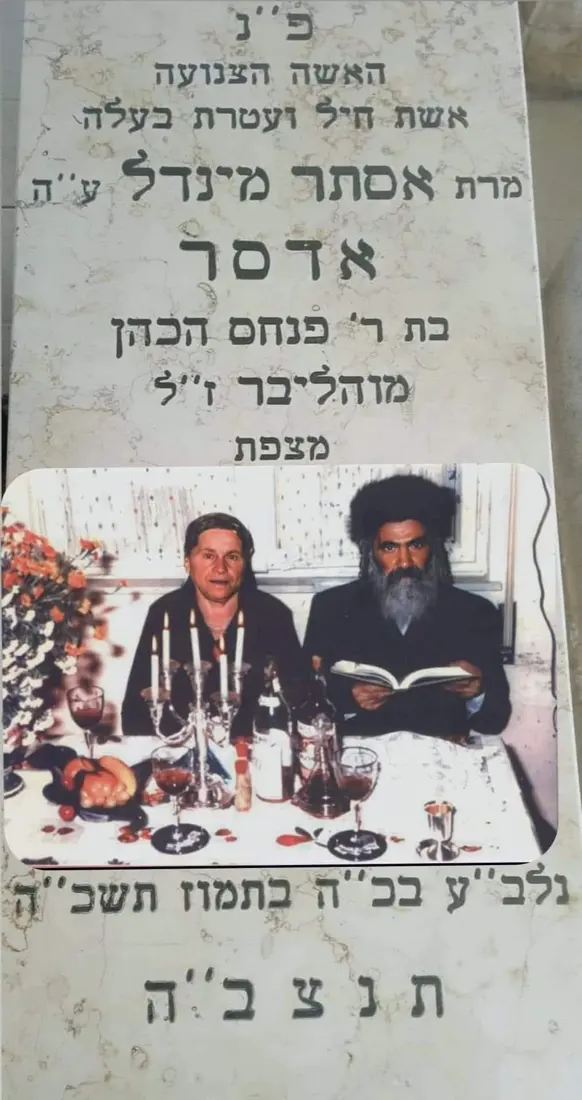 פ''נ
האשה הצנועה
אשת חיל ועטרת בעלה
מרת אסתר מינדל ע''ה
אדסר
בת ר' פנחס הכהן
מוהליבר ז''ל
מצפת
נלב''ע בכ''ה בתמוז תשכ''ה
ת נ צ ב''ה